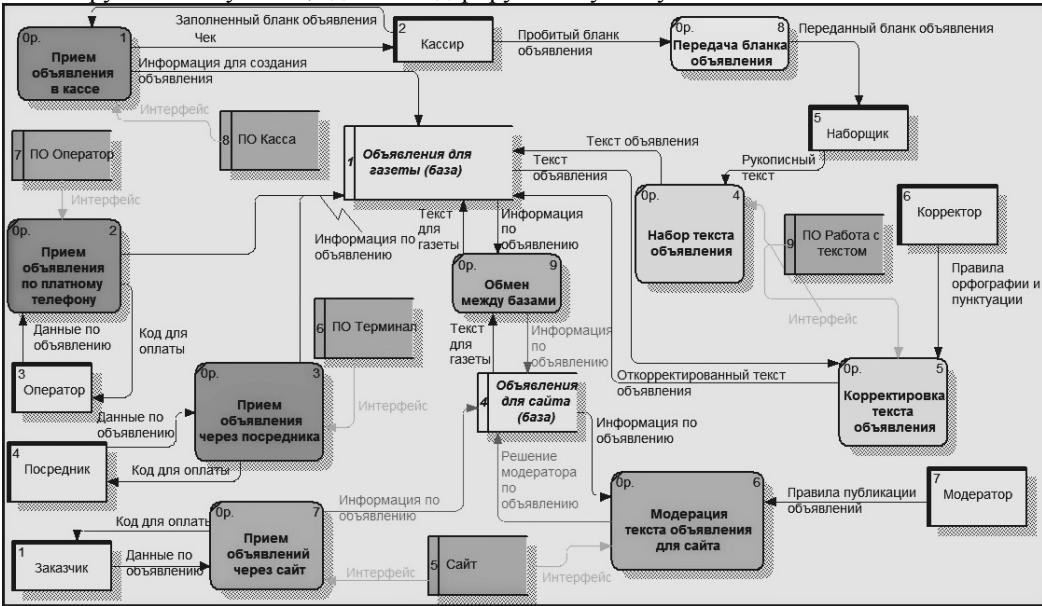 Заполненный бланк объявления
0р. 1
Прием
объявления
в кассе
Чек
2
Кассир
Пробитый бланк
объявления
0р. 8
Передача бланка
объявления
Переданный бланк объявления
Информация для создания
объявления
Интерфейс
7 ПО Оператор
8 ПО Касса
1
Объявления для
газеты (база)
Текст объявления
Текст
объявления
5
Наборщик
Рукописный
текст
Интерфейс
0р. 2
Прием
объявления
по платному
телефону
Информация по
объявлению
Текст
для
газеты
Информация
по
объявлению
0р. 4
Набор текста
объявления
9
ПО Работа с
текстом
6
Корректор
Правила
орфографии и
пунктуации
0р. 9
Обмен
между базами
Интерфейс
Данные по
объявлению
Код для
оплаты
6 ПО Терминал
Текст
для
газеты
Информация
по
объявлению
3
Оператор
0р. 3
Прием
объявления
через посредника
Интерфейс
4
Объявления
для сайта
(база)
Откорректированный текст
объявления
0р. 5
Корректировка
текста
объявления
Данные по
объявлению
Информация по
объявлению
4
Посредник
Код для оплаты
Решение
модератора
по
объявлению
0р. 6
Модерация
текста объявления
для сайта
Правила публикации
объявлений
7
Модератор
Код для оплаты
0р. 7
Прием
объявлений
через сайт
Информация по
объявлению
1
Заказчик
Данные по
объявлению
Интерфейс
5 Сайт
Интерфейс